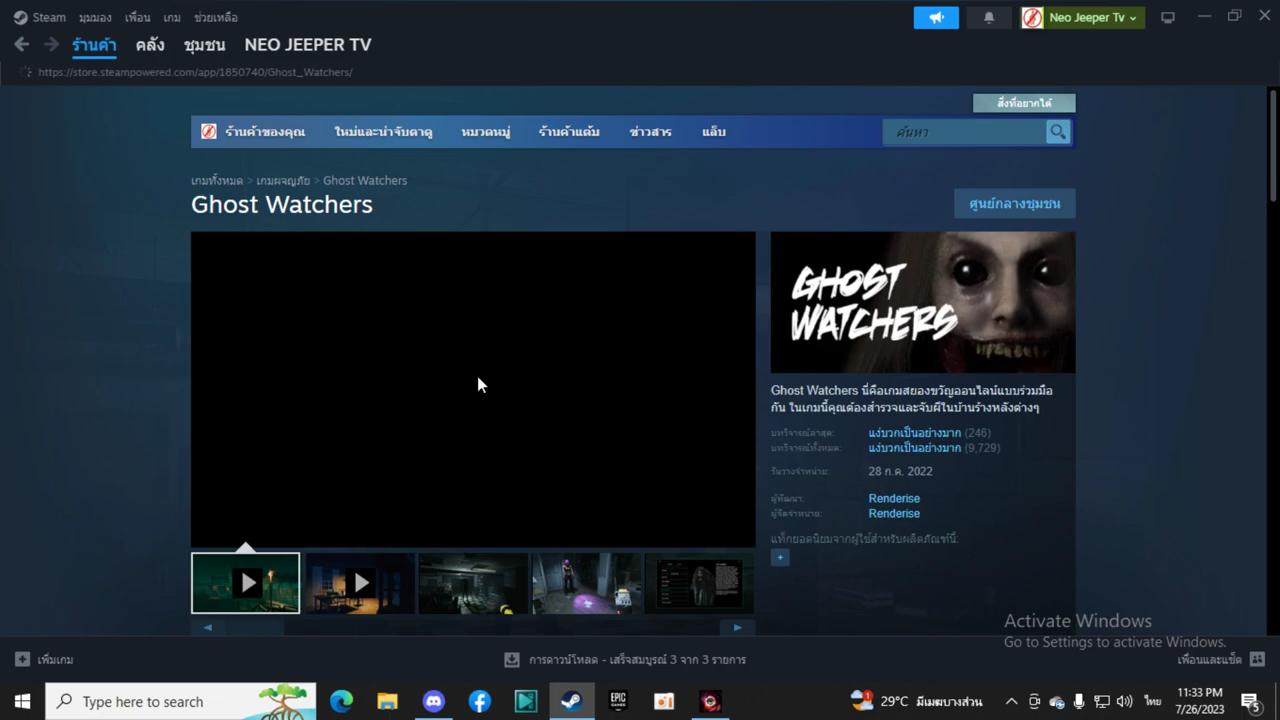 Steam มุมมอง เพื่อน เกม ช่วยเหลือ
Neo Jeeper Tv
ร้านค้า คลัง ชุมชน NEO JEEPER TV
https://store.steampowered.com/app/1850740/Ghost_Watchers/
สิ่งที่อยากได้
ร้านค้าของคุณ ใหม่และน่าจับตาดู หมวดหมู่ ร้านค้าแต้ม ข่าวสาร แล็บ
ค้นหา
เกมทั้งหมด > เกมผจญภัย > Ghost Watchers
Ghost Watchers
ศูนย์กลางชุมชน
GHOST
WATCHERS
Ghost Watchers นี่คือเกมสยองขวัญออนไลน์แบบร่วมมือ
กัน ในเกมนี้คุณต้องสำรวจและจับผีในบ้านร้างหลังต่างๆ
บทวิจารณ์ล่าสุด: แง่บวกเป็นอย่างมาก (246)
บทวิจารณ์ทั้งหมด: แง่บวกเป็นอย่างมาก (9,729)
วันวางจำหน่าย: 28 ก.ค. 2022
ผู้พัฒนา: Renderise
ผู้จัดจำหน่าย: Renderise
แท็กยอดนิยมจากผู้ใช้สำหรับผลิตภัณฑ์นี้:
+
Activate Windows
Go to Settings to activate Windows.
เพิ่มเกม
การดาวน์โหลด - เสร็จสมบูรณ์ 3 จาก 3 รายการ
เพื่อนและแช็ต
Type here to search
EPIC
GAMES
1
29°C มีเมฆบางส่วน
ไทย
11:33 PM
7/26/2023
5